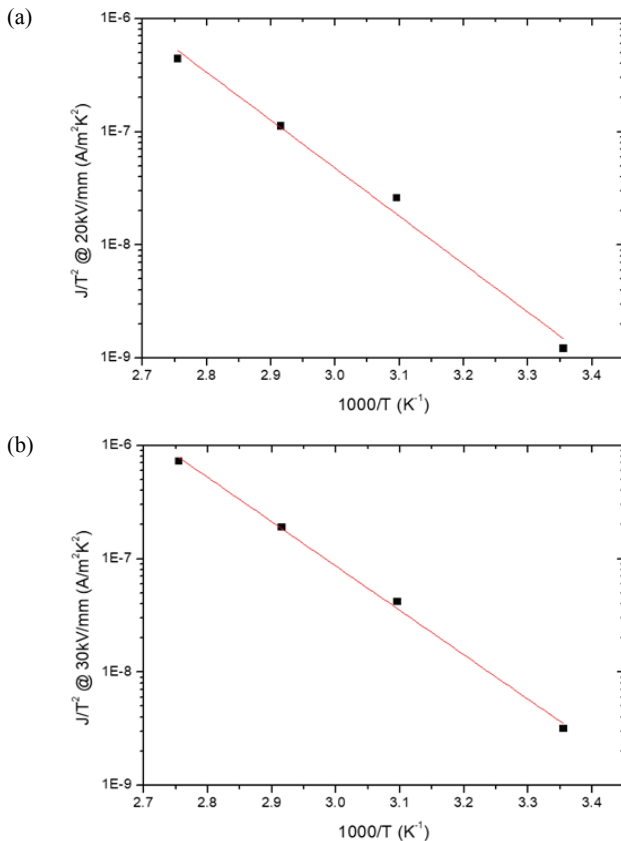 (a)
1E-6
1E-7
1E-8
1E-9
J/T² @ 20kV/mm (A/m²K²)
2.7 2.8 2.9 3.0 3.1 3.2 3.3 3.4
1000/T (K⁻¹)
(b)
1E-6
1E-7
1E-8
1E-9
J/T² @ 30kV/mm (A/m²K²)
2.7 2.8 2.9 3.0 3.1 3.2 3.3 3.4
1000/T (K⁻¹)